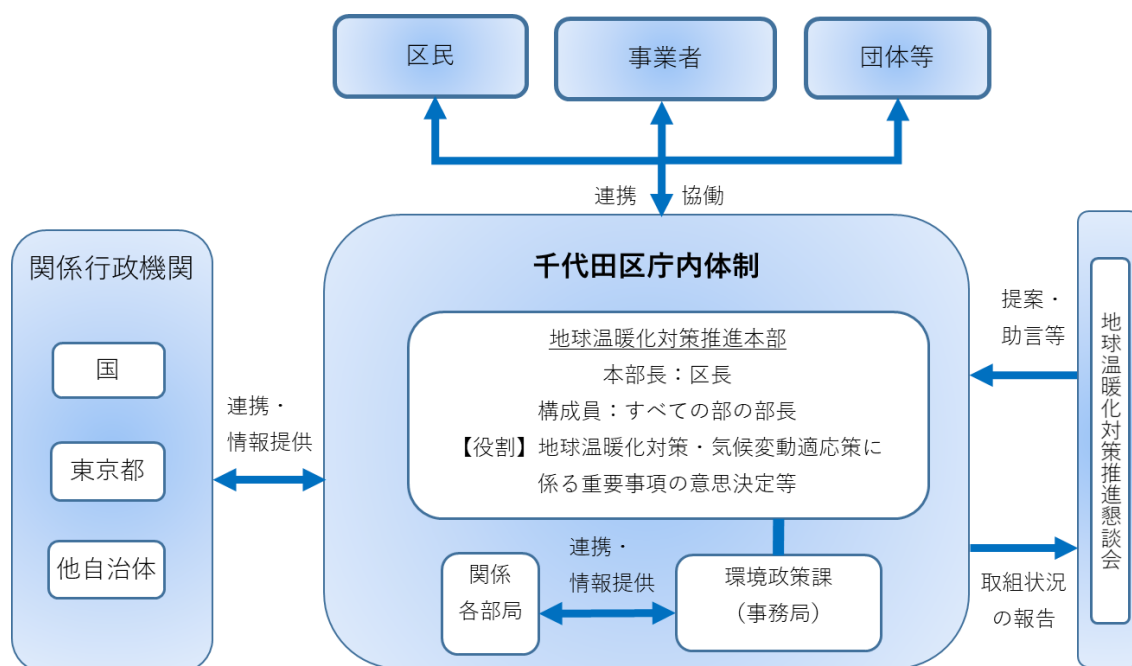 区民
事業者
団体等
連携
協働
関係行政機関
国
東京都
他自治体
連携・
情報提供
千代田区庁内体制
地球温暖化対策推進本部
本部長：区長
構成員：すべての部の部長
【役割】地球温暖化対策・気候変動適応策に
係る重要事項の意思決定等
連携・
情報提供
関係
各部局
環境政策課
（事務局）
提案・
助言等
取組状況
の報告
地球温暖化対策推進懇談会